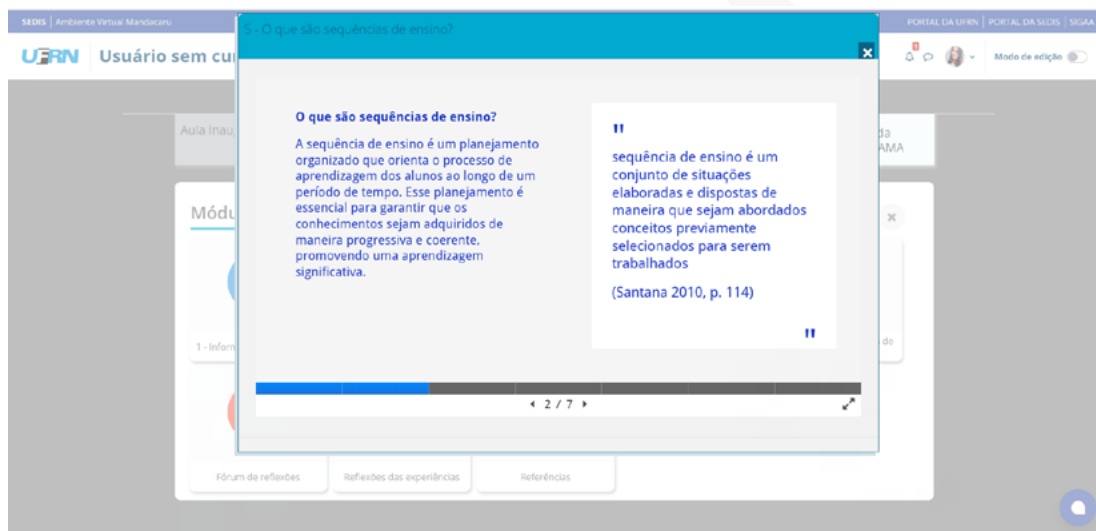 SEDIS | Ambiente Virtual Mandacaru
PORTAL DA UFRN | PORTAL DA SEDIS | SIGAA
5 - O que são sequências de ensino?
UFRN
Usuário sem cu
Modo de edição
Aula Inau
da
AMA
O que são sequências de ensino?
A sequência de ensino é um planejamento
organizado que orienta o processo de
aprendizagem dos alunos ao longo de um
período de tempo. Esse planejamento é
essencial para garantir que os
conhecimentos sejam adquiridos de
maneira progressiva e coerente,
promovendo uma aprendizagem
significativa.
"
sequência de ensino é um
conjunto de situações
elaboradas e dispostas de
maneira que sejam abordados
conceitos previamente
selecionados para serem
trabalhados
(Santana 2010, p. 114)
"
Módu
1 - Inform
de
2 / 7
Fórum de reflexões
Reflexões das experiências
Referências